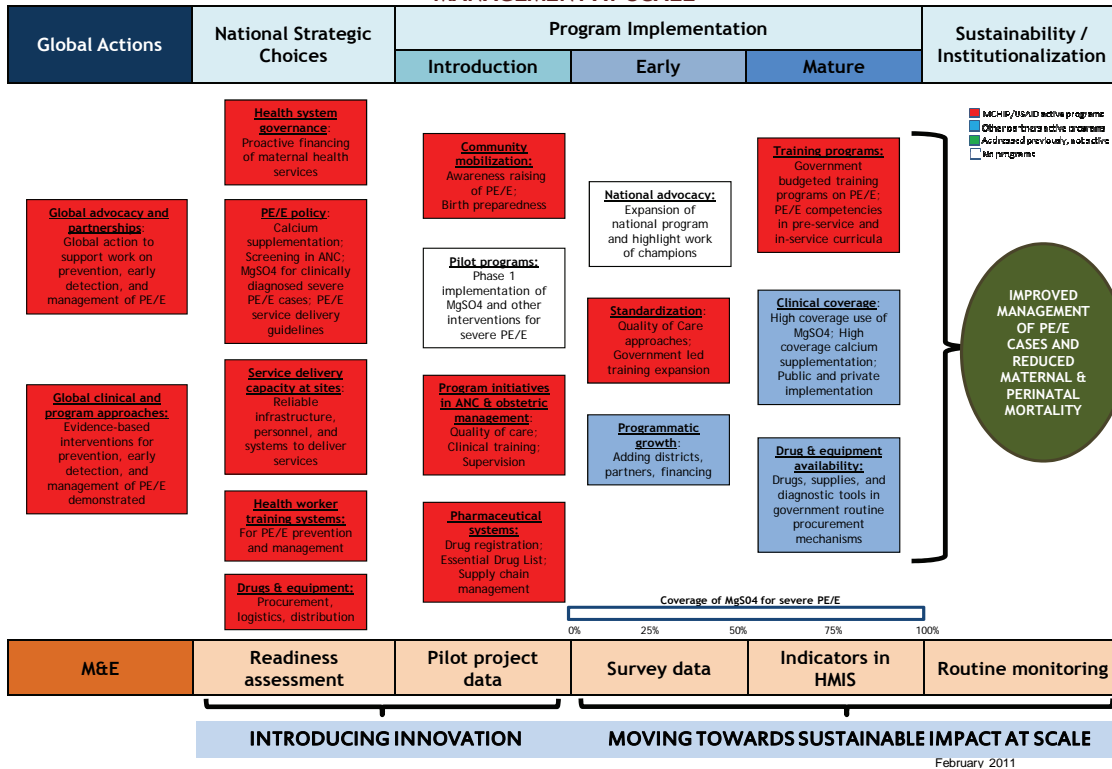 MANAGEMENT AT SCALE
Global Actions
National Strategic
Choices
Program Implementation
Introduction
Early
Mature
Sustainability /
Institutionalization
MCHIP/USAID active programs
Other partners active programs
Addressed previously, not active
No programs
Global advocacy and
partnerships:
Global action to
support work on
prevention, early
detection, and
management of PE/E
Global clinical and
program approaches:
Evidence-based
interventions for
prevention, early
detection, and
management of PE/E
demonstrated
Health system
governance:
Proactive financing
of maternal health
services
PE/E policy:
Calcium
supplementation;
Screening in ANC;
MgSO4 for clinically
diagnosed severe
PE/E cases; PE/E
service delivery
guidelines
Service delivery
capacity at sites:
Reliable
infrastructure,
personnel, and
systems to deliver
services
Health worker
training systems:
For PE/E prevention
and management
Drugs & equipment:
Procurement,
logistics, distribution
Community
mobilization:
Awareness raising
of PE/E;
Birth preparedness
Pilot programs:
Phase 1
implementation of
MgSO4 and other
interventions for
severe PE/E
Program initiatives
in ANC & obstetric
management:
Quality of care;
Clinical training;
Supervision
Pharmaceutical
systems:
Drug registration;
Essential Drug List;
Supply chain
management
National advocacy:
Expansion of
national program
and highlight work
of champions
Standardization:
Quality of Care
approaches;
Government led
training expansion
Programmatic
growth:
Adding districts,
partners, financing
Training programs:
Government
budgeted training
programs on PE/E;
PE/E competencies
in pre-service and
in-service curricula
Clinical coverage:
High coverage use of
MgSO4; High
coverage calcium
supplementation;
Public and private
implementation
Drug & equipment
availability:
Drugs, supplies, and
diagnostic tools in
government routine
procurement
mechanisms
IMPROVED
MANAGEMENT
OF PE/E
CASES AND
REDUCED
MATERNAL &
PERINATAL
MORTALITY
Coverage of MgSO4 for severe PE/E
0% 25% 50% 75% 100%
M&E
Readiness
assessment
Pilot project
data
Survey data
Indicators in
HMIS
Routine monitoring
INTRODUCING INNOVATION
MOVING TOWARDS SUSTAINABLE IMPACT AT SCALE
February 2011